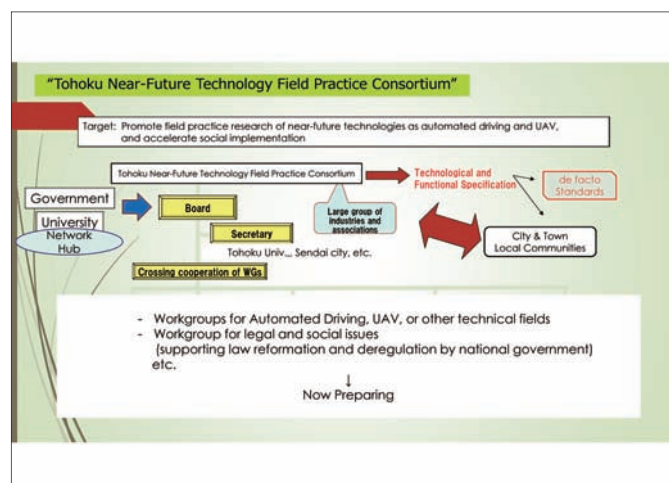 "Tohoku Near-Future Technology Field Practice Consortium"
Target: Promote field practice research of near-future technologies as automated driving and UAV,
and accelerate social implementation
Tohoku Near-Future Technology Field Practice Consortium
Technological and
Functional Specification
de facto
Standards
Government
University
Network
Hub
Board
Large group of
industries and
associations
Secretary
Tohoku Univ., Sendai city, etc.
City & Town
Local Communities
Crossing cooperation of WGs
- Workgroups for Automated Driving, UAV, or other technical fields
- Workgroup for legal and social issues
(supporting law reformation and deregulation by national government)
etc.
↓
Now Preparing